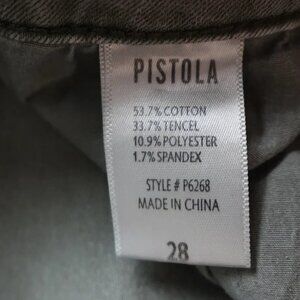 PISTOLA
53.7% COTTON
33.7% TENCEL
10.9% POLYESTER
1.7% SPANDEX
STYLE # P6268
MADE IN CHINA
28